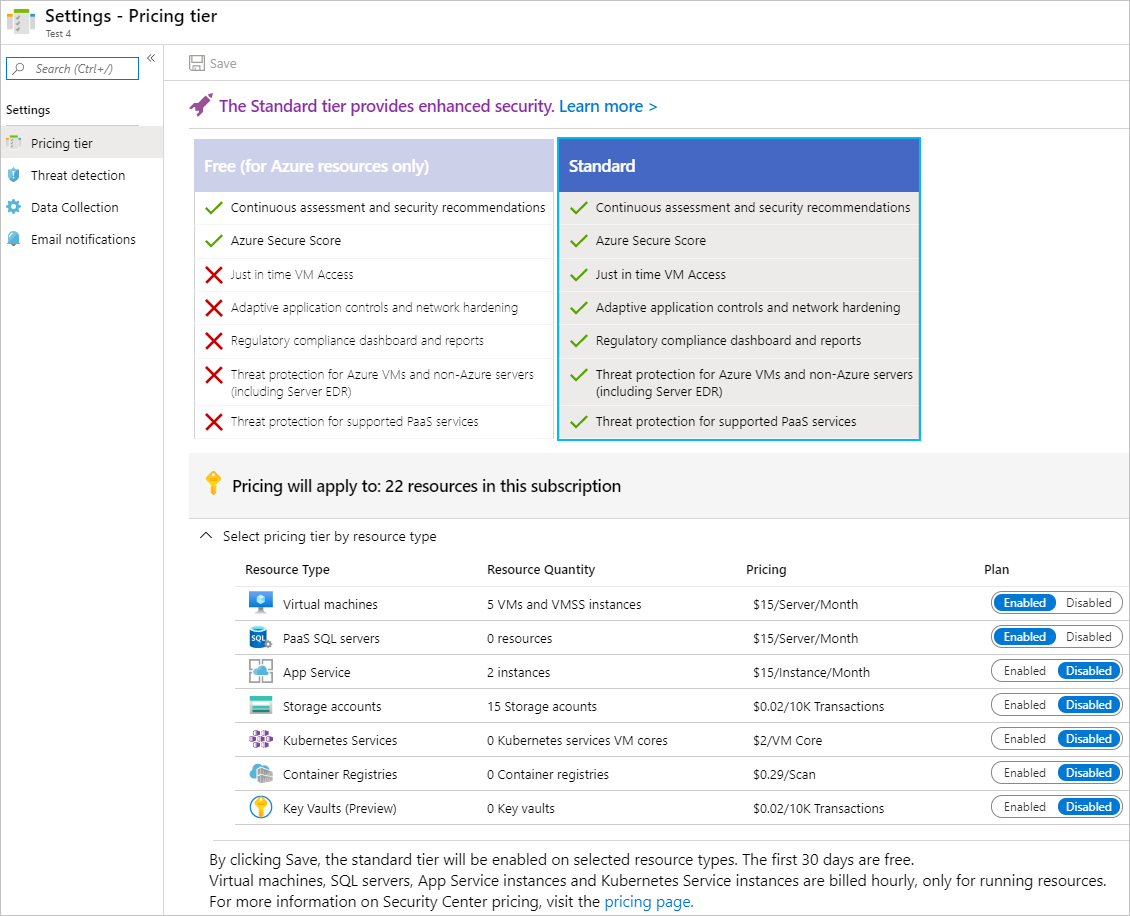 Settings - Pricing tier
Test 4
Search (Ctrl+/)
«
Settings
Pricing tier
Threat detection
Data Collection
Email notifications
Save
The Standard tier provides enhanced security. Learn more >
Free (for Azure resources only)
Continuous assessment and security recommendations
Azure Secure Score
Just in time VM Access
Adaptive application controls and network hardening
Regulatory compliance dashboard and reports
Threat protection for Azure VMs and non-Azure servers
(including Server EDR)
Threat protection for supported PaaS services
Standard
Continuous assessment and security recommendations
Azure Secure Score
Just in time VM Access
Adaptive application controls and network hardening
Regulatory compliance dashboard and reports
Threat protection for Azure VMs and non-Azure servers
(including Server EDR)
Threat protection for supported PaaS services
Pricing will apply to: 22 resources in this subscription
Select pricing tier by resource type
Resource Type Resource Quantity Pricing Plan
Virtual machines 5 VMs and VMSS instances $15/Server/Month Enabled Disabled
SQL PaaS SQL servers 0 resources $15/Server/Month Enabled Disabled
App Service 2 instances $15/Instance/Month Enabled Disabled
Storage accounts 15 Storage acounts $0.02/10K Transactions Enabled Disabled
Kubernetes Services 0 Kubernetes services VM cores $2/VM Core Enabled Disabled
Container Registries 0 Container registries $0.29/Scan Enabled Disabled
Key Vaults (Preview) 0 Key vaults $0.02/10K Transactions Enabled Disabled
By clicking Save, the standard tier will be enabled on selected resource types. The first 30 days are free.
Virtual machines, SQL servers, App Service instances and Kubernetes Service instances are billed hourly, only for running resources.
For more information on Security Center pricing, visit the pricing page.